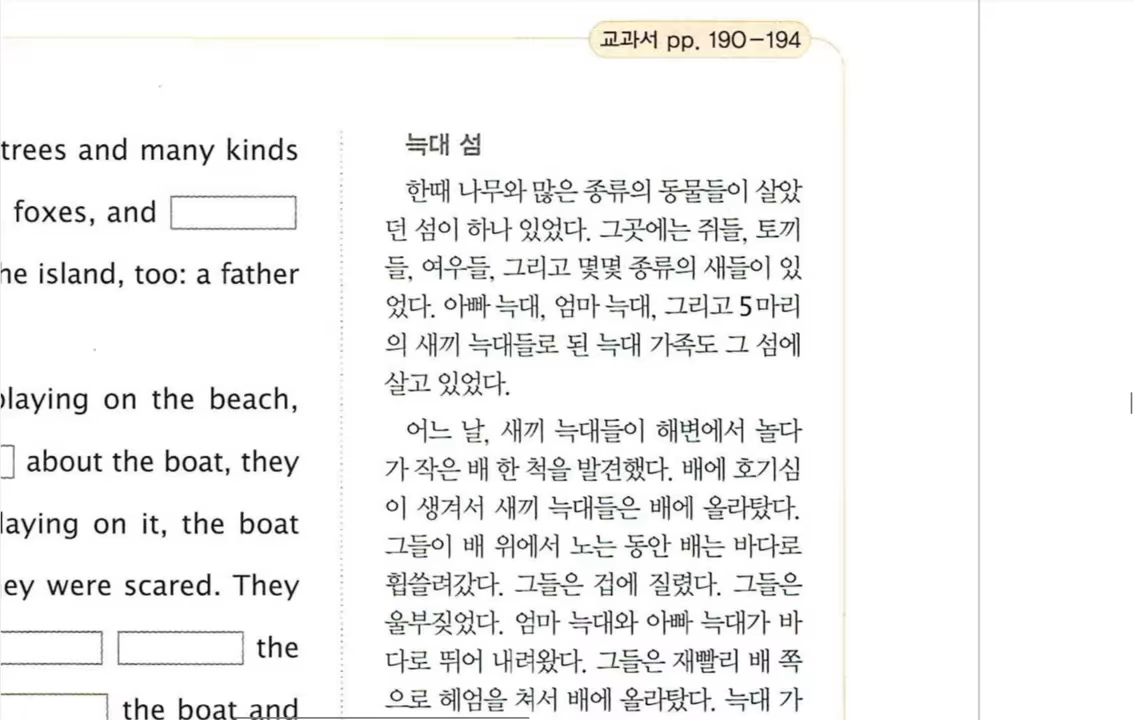 교과서 pp. 190-194
trees and many kinds
foxes, and
he island, too: a father
playing on the beach,
about the boat, they
laying on it, the boat
ey were scared. They
the
the boat and
늑대 섬
한때 나무와 많은 종류의 동물들이 살았
던 섬이 하나 있었다. 그곳에는 쥐들, 토끼
들, 여우들, 그리고 몇몇 종류의 새들이 있
었다. 아빠 늑대, 엄마 늑대, 그리고 5마리
의 새끼 늑대들로 된 늑대 가족도 그 섬에
살고 있었다.
어느 날, 새끼 늑대들이 해변에서 놀다
가 작은 배 한 척을 발견했다. 배에 호기심
이 생겨서 새끼 늑대들은 배에 올라탔다.
그들이 배 위에서 노는 동안 배는 바다로
휩쓸려갔다. 그들은 겁에 질렸다. 그들은
울부짖었다. 엄마 늑대와 아빠 늑대가 바
다로 뛰어 내려왔다. 그들은 재빨리 배 쪽
으로 헤엄을 쳐서 배에 올라탔다. 늑대 가